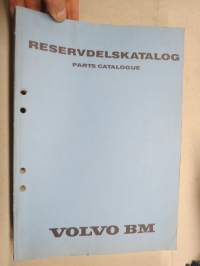 RESERVDELSKATALOG
PARTS CATALOGUE
VOLVO BM